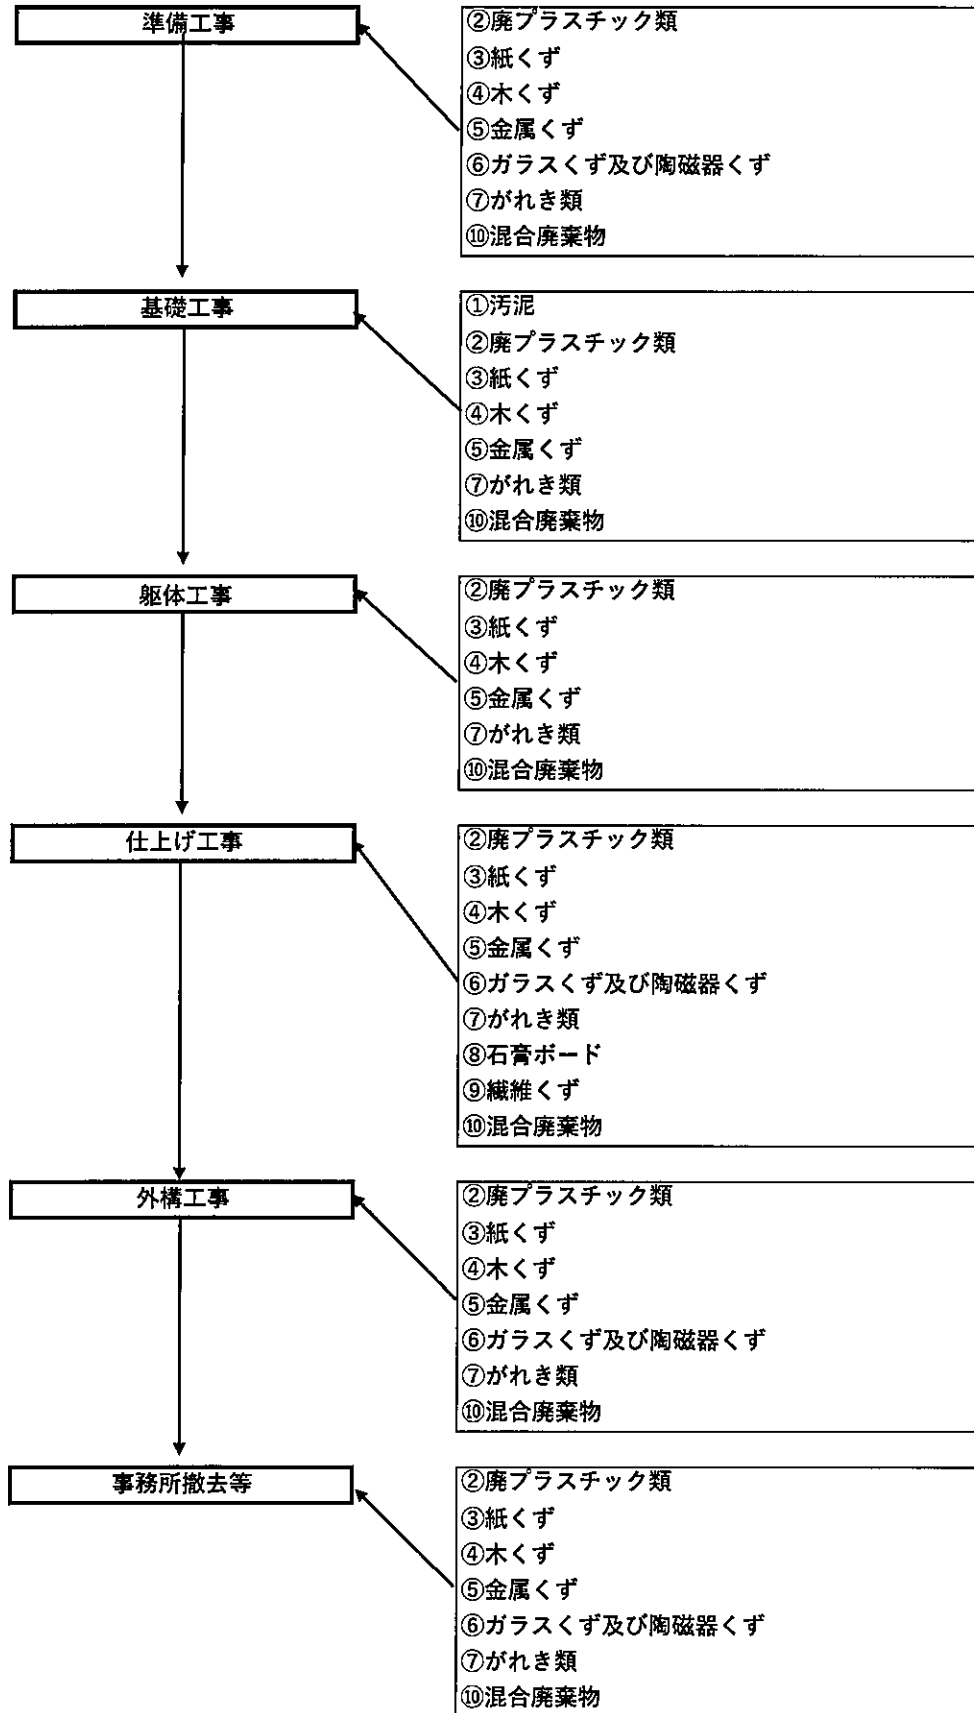 準備工事
②廃プラスチック類
③紙くず
④木くず
⑤金属くず
⑥ガラスくず及び陶磁器くず
⑦がれき類
⑩混合廃棄物
基礎工事
①汚泥
②廃プラスチック類
③紙くず
④木くず
⑤金属くず
⑦がれき類
⑩混合廃棄物
躯体工事
②廃プラスチック類
③紙くず
④木くず
⑤金属くず
⑦がれき類
⑩混合廃棄物
仕上げ工事
②廃プラスチック類
③紙くず
④木くず
⑤金属くず
⑥ガラスくず及び陶磁器くず
⑦がれき類
⑧石膏ボード
⑨繊維くず
⑩混合廃棄物
外構工事
②廃プラスチック類
③紙くず
④木くず
⑤金属くず
⑥ガラスくず及び陶磁器くず
⑦がれき類
⑩混合廃棄物
事務所撤去等
②廃プラスチック類
③紙くず
④木くず
⑤金属くず
⑥ガラスくず及び陶磁器くず
⑦がれき類
⑩混合廃棄物